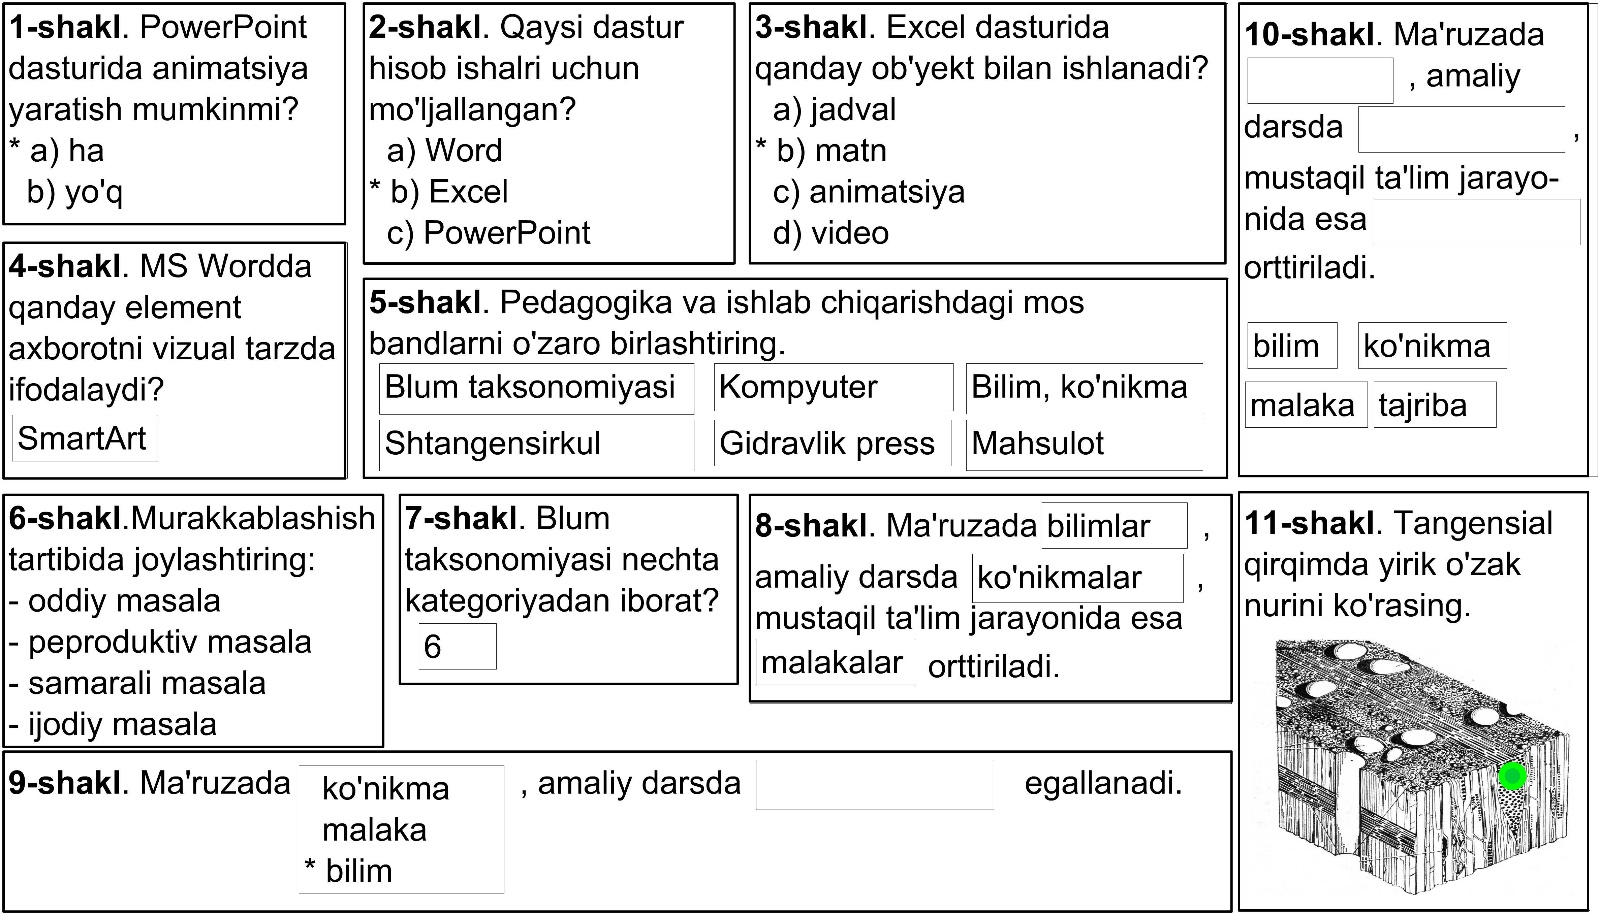 1-shakl. PowerPoint
dasturida animatsiya
yaratish mumkinmi?
* a) ha
b) yo'q
2-shakl. Qaysi dastur
hisob ishalri uchun
mo'ljallangan?
a) Word
* b) Excel
c) PowerPoint
3-shakl. Excel dasturida
qanday ob'yekt bilan ishlanadi?
a) jadval
* b) matn
c) animatsiya
d) video
4-shakl. MS Wordda
qanday element
axborotni vizual tarzda
ifodalaydi?
SmartArt
5-shakl. Pedagogika va ishlab chiqarishdagi mos
bandlarni o'zaro birlashtiring.
Blum taksonomiyasi Kompyuter Bilim, ko'nikma
Shtangensirkul Gidravlik press Mahsulot
10-shakl. Ma'ruzada
, amaliy
darsda ,
mustaqil ta'lim jarayo-
nida esa
orttiriladi.
bilim ko'nikma
malaka tajriba
6-shakl.Murakkablashish
tartibida joylashtiring:
- oddiy masala
- peproduktiv masala
- samarali masala
- ijodiy masala
7-shakl. Blum
taksonomiyasi nechta
kategoriyadan iborat?
6
8-shakl. Ma'ruzada bilimlar ,
amaliy darsda ko'nikmalar ,
mustaqil ta'lim jarayonida esa
malakalar orttiriladi.
11-shakl. Tangensial
qirqimda yirik o'zak
nurini ko'rasing.
9-shakl. Ma'ruzada ko'nikma , amaliy darsda egallanadi.
malaka
* bilim